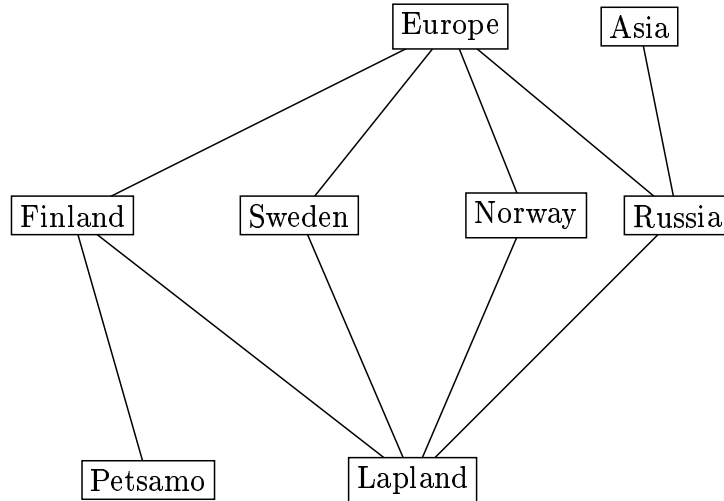 Europe
Asia
Finland
Sweden
Norway
Russia
Petsamo
Lapland